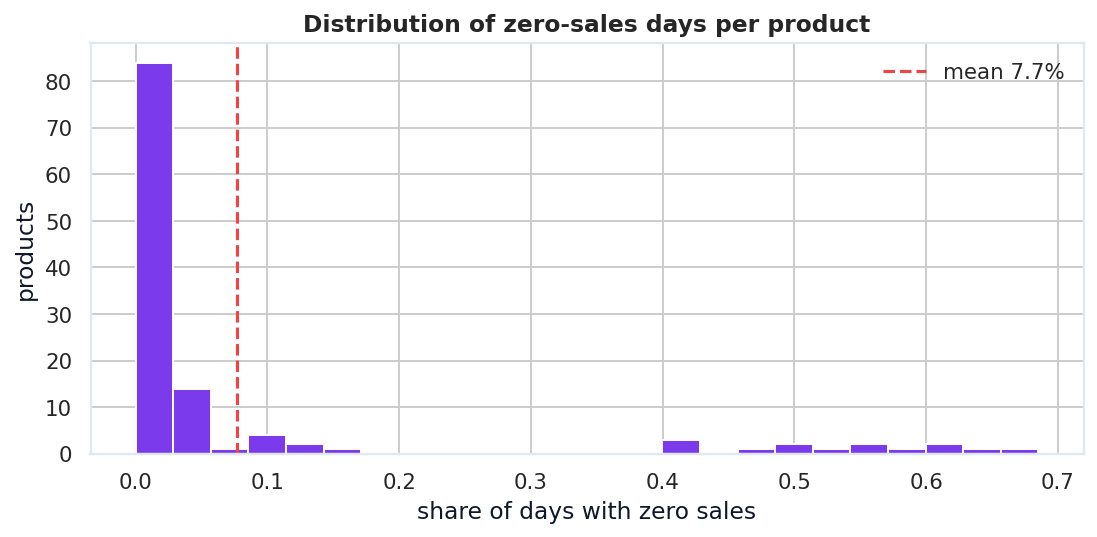 Distribution of zero-sales days per product
mean 7.7%
products
80
70
60
50
40
30
20
10
0
0.0 0.1 0.2 0.3 0.4 0.5 0.6 0.7
share of days with zero sales